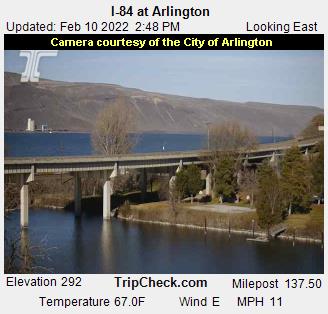 I-84 at Arlington
Updated: Feb 10 2022 2:48 PM Looking East
Camera courtesy of the City of Arlington
Elevation 292 TripCheck.com Milepost 137.50
Temperature 67.0F Wind E MPH 11